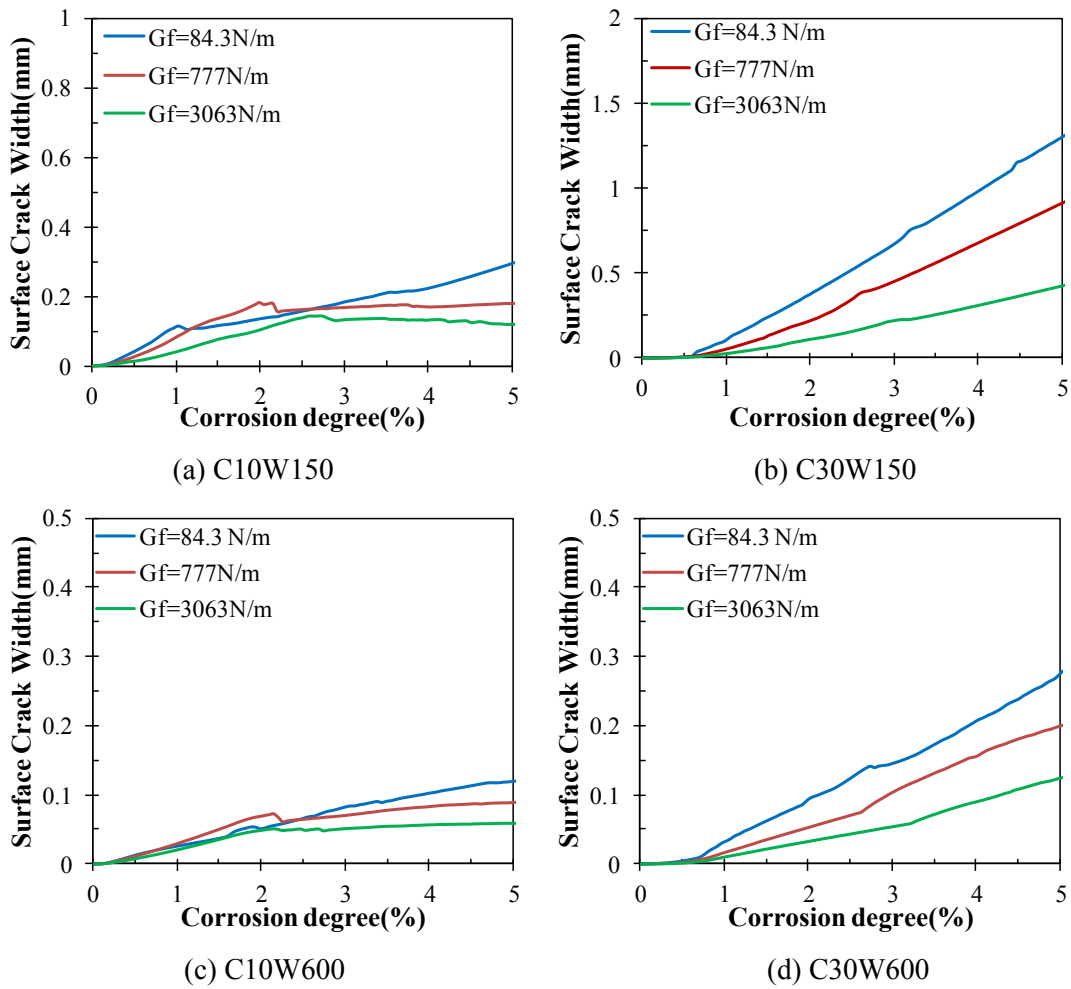 Surface Crack Width(mm)
1
0.8
0.6
0.4
0.2
0
Gf=84.3N/m
Gf=777N/m
Gf=3063N/m
0 1 2 3 4 5
Corrosion degree(%)
(a) C10W150
Surface Crack Width(mm)
2
1.5
1
0.5
0
Gf=84.3 N/m
Gf=777N/m
Gf=3063N/m
0 1 2 3 4 5
Corrosion degree(%)
(b) C30W150
Surface Crack Width(mm)
0.5
0.4
0.3
0.2
0.1
0
Gf=84.3 N/m
Gf=777N/m
Gf=3063N/m
0 1 2 3 4 5
Corrosion degree(%)
(c) C10W600
Surface Crack Width(mm)
0.5
0.4
0.3
0.2
0.1
0
Gf=84.3 N/m
Gf=777N/m
Gf=3063N/m
0 1 2 3 4 5
Corrosion degree(%)
(d) C30W600